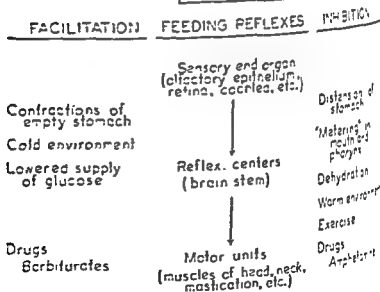 FACILITATION
FEEDING REFLEXES
INHIBITION
Sensory end organ
(olfactory epithelium,
retina, cochlea, etc.)
Contractions of
empty stomach
Cold environment
Lowered supply
of glucose
Drugs
Barbiturates
Reflex. centers
(brain stem)
Motor units
(muscles of head, neck,
mastication, etc.)
Distension of
stomach
"Metering" in
mouth and
pharynx
Dehydration
Warm environment
Exercise
Drugs
Amphetamine